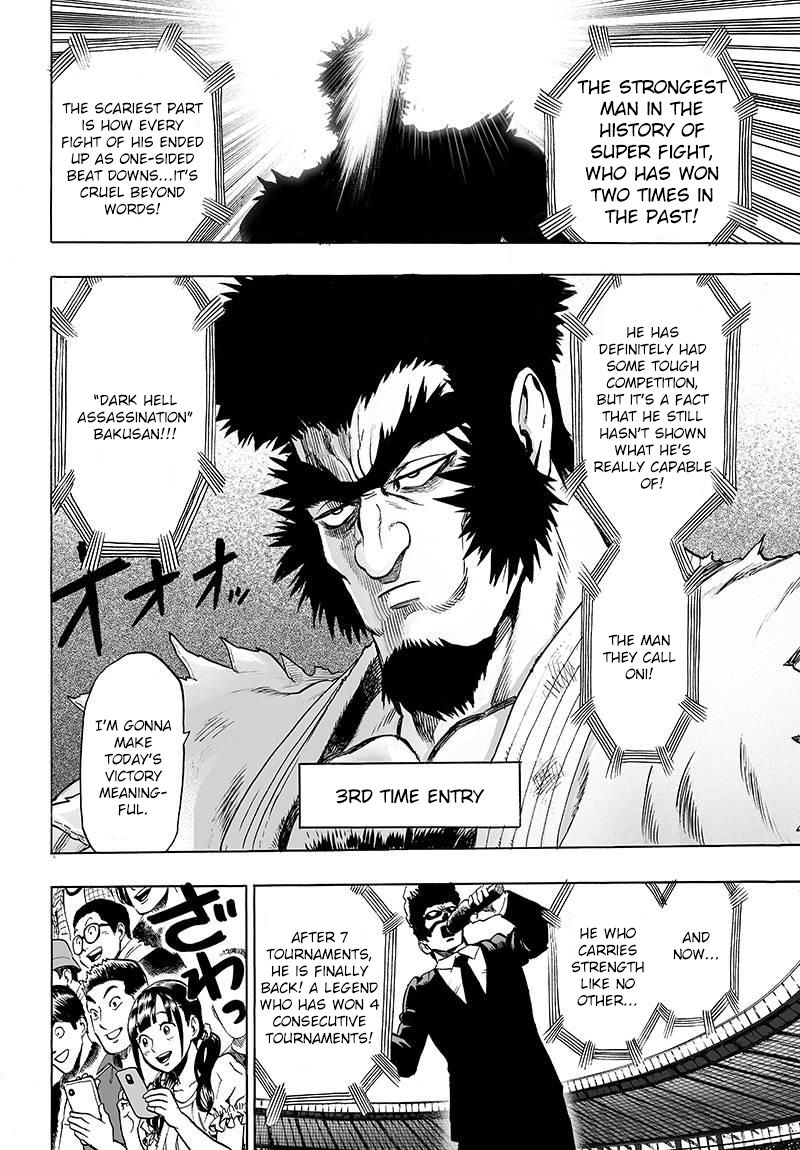 THE STRONGEST
MAN IN THE
HISTORY OF
SUPER FIGHT,
WHO HAS WON
TWO TIMES IN
THE PAST!
THE SCARIEST PART
IS HOW EVERY
FIGHT OF HIS ENDED
UP AS ONE-SIDED
BEAT DOWNS...IT'S
CRUEL BEYOND
WORDS!
HE HAS
DEFINITELY HAD
SOME TOUGH
COMPETITION,
BUT IT'S A FACT
THAT HE STILL
HASN'T SHOWN
WHAT HE'S
REALLY CAPABLE
OF!
THE MAN
THEY CALL
ONI!
"DARK HELL
ASSASSINATION"
BAKUSAN!!!
オオオッ
I'M GONNA
MAKE
TODAY'S
VICTORY
MEANING-
FUL.
3RD TIME ENTRY
AND
NOW...
HE WHO
CARRIES
STRENGTH
LIKE NO
OTHER...
AFTER 7
TOURNAMENTS,
HE IS FINALLY
BACK! A LEGEND
WHO HAS WON 4
CONSECUTIVE
TOURNAMENTS!
ざわっ